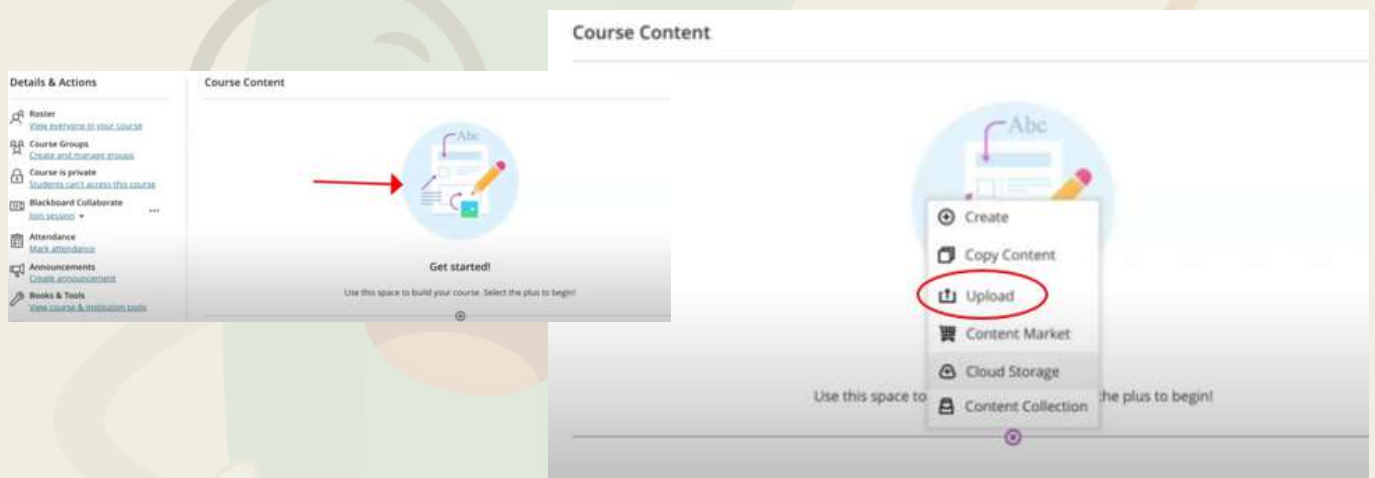 Details & Actions
Roster
View everyone in your course
Course Groups
Create and manage groups
Course is private
Students can't access this course
Blackboard Collaborate
Join session
Attendance
Mark attendance
Announcements
Create announcement
Books & Tools
View course & institution tools
Course Content
Abc
Get started!
Use this space to build your course. Select the plus to begin!
Course Content
Abc
Create
Copy Content
Upload
Content Market
Cloud Storage
Use this space to
he plus to begin!
Content Collection